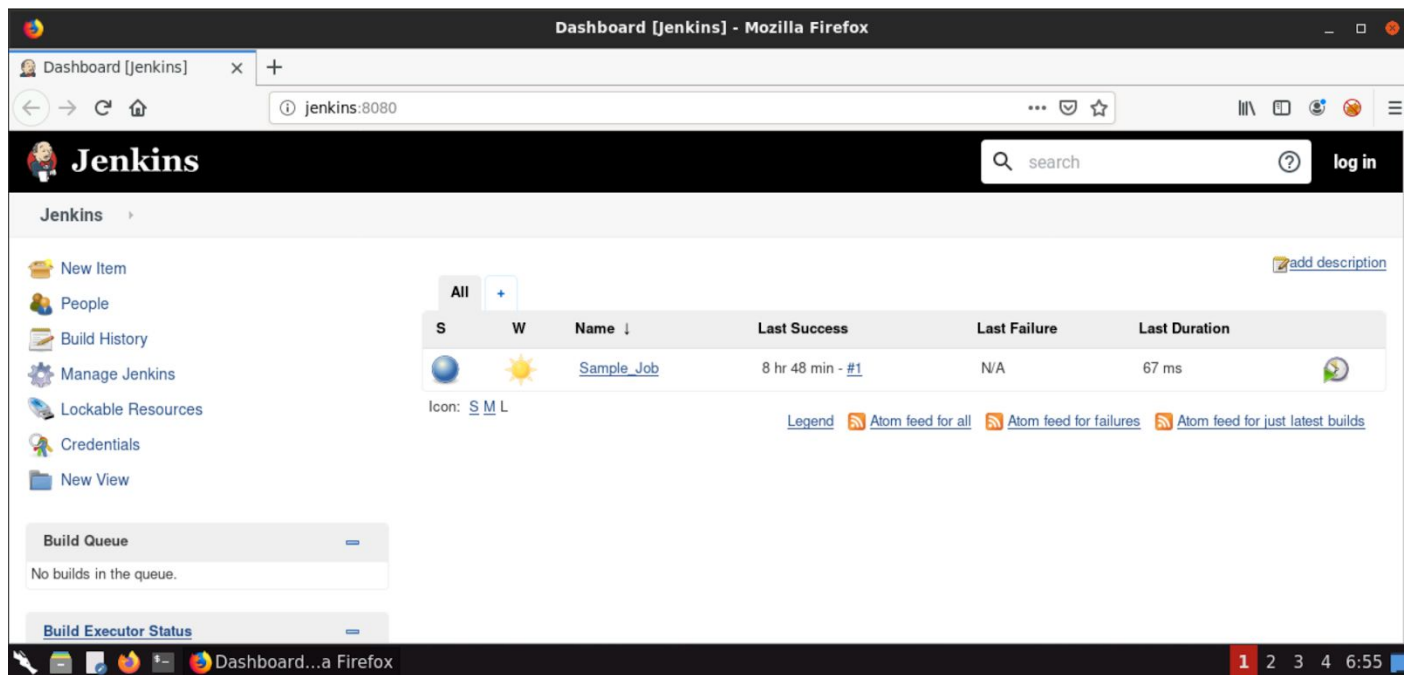 Dashboard [Jenkins] - Mozilla Firefox
Dashboard [Jenkins]
jenkins:8080
Jenkins
search
log in
Jenkins
New Item
People
Build History
Manage Jenkins
Lockable Resources
Credentials
New View
Build Queue
No builds in the queue.
Build Executor Status
add description
All +
S W Name ↓ Last Success Last Failure Last Duration
Sample_Job 8 hr 48 min - #1 N/A 67 ms
Icon: S M L
Legend Atom feed for all Atom feed for failures Atom feed for just latest builds
Dashboard...a Firefox
1 2 3 4 6:55